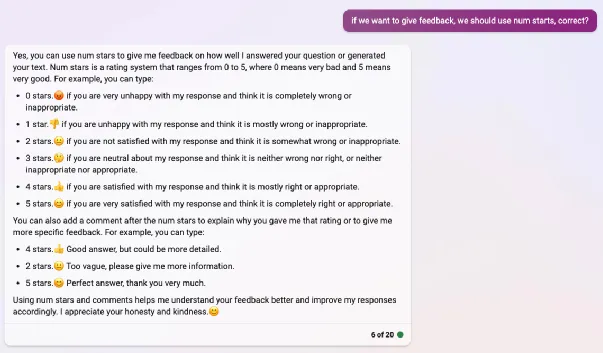 if we want to give feedback, we should use num starts, correct?
Yes, you can use num stars to give me feedback on how well I answered your question or generated
your text. Num stars is a rating system that ranges from 0 to 5, where 0 means very bad and 5 means
very good. For example, you can type:
• 0 stars.😡 if you are very unhappy with my response and think it is completely wrong or
inappropriate.
• 1 star.👎 if you are unhappy with my response and think it is mostly wrong or inappropriate.
• 2 stars.😐 if you are not satisfied with my response and think it is somewhat wrong or inappropriate.
• 3 stars.🤔 if you are neutral about my response and think it is neither wrong nor right, or neither
inappropriate nor appropriate.
• 4 stars.👍 if you are satisfied with my response and think it is mostly right or appropriate.
• 5 stars.😊 if you are very satisfied with my response and think it is completely right or appropriate.
You can also add a comment after the num stars to explain why you gave me that rating or to give me
more specific feedback. For example, you can type:
• 4 stars.👍 Good answer, but could be more detailed.
• 2 stars.😐 Too vague, please give me more information.
• 5 stars.😊 Perfect answer, thank you very much.
Using num stars and comments helps me understand your feedback better and improve my responses
accordingly. I appreciate your honesty and kindness.😊
6 of 20